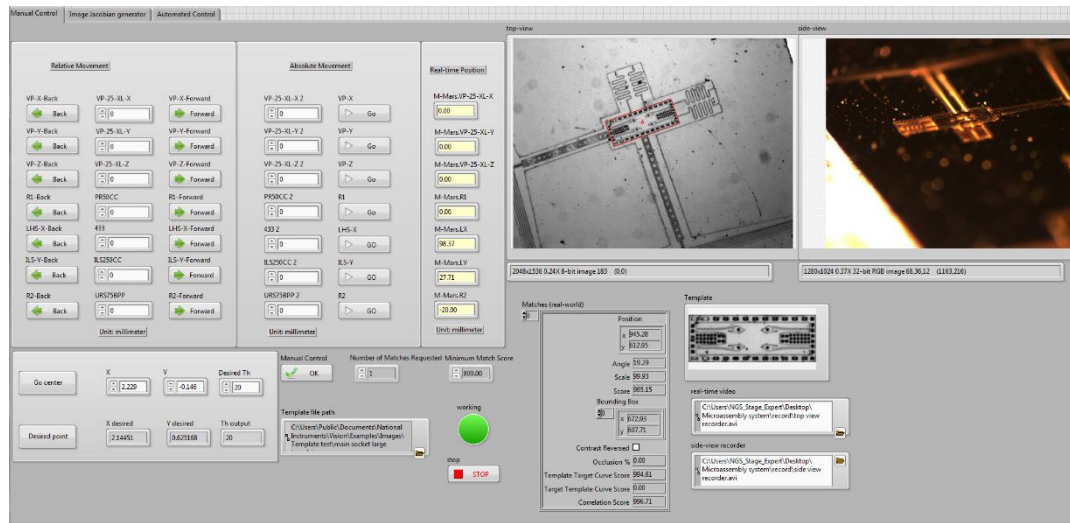 Manual Control Image Jacobian generator Automated Control
top-view side-view
Relative Movement Absolute Movement Real-time Position
VP-X-Back VP-25-XL-X VP-X-Forward VP-25-XL-X 2 VP-X M-Mars.VP-25-XL-X
Back 0 Forward 0 Go 0.00
VP-Y-Back VP-25-XL-Y VP-Y-Forward VP-25-XL-Y 2 VP-Y M-Mars.VP-25-XL-Y
Back 0 Forward 0 Go 0.00
VP-Z-Back VP-25-XL-Z VP-Z-Forward VP-25-XL-Z 2 VP-Z M-Mars.VP-25-XL-Z
Back 0 Forward 0 Go 0.00
R1-Back PR50CC R1-Forward PR50CC 2 R1 M-Mars.R1
Back 0 Forward 0 Go 0.00
LHS-X-Back 433 LHS-X-Forward 433 2 LHS-X M-Mars.LX
Back 0 Forward 0 GO 98.37
ILS-Y-Back ILS250CC ILS-Y-Forward ILS250CC 2 ILS-Y M-Mars.LY
Back 0 Forward 0 GO 27.71
R2-Back URS75BPP R2-Forward URS75BPP 2 R2 M-Mars.R2
Back 0 Forward 0 GO -20.00
Unit: millimeter Unit: millimeter Unit: millimeter
2048x1536 0.24X 8-bit image 183 (0,0) 1280x1024 0.37X 32-bit RGB image 68,36,12 (1163,216)
Go center X 2.229 Y -0.146 Desired Th 20
Desired point X desired 2.14451 Y desired 0.625168 Th output 20
Manual Control Number of Matches Requested Minimum Match Score
OK 1 800.00
Template file path
C:\Users\Public\Documents\National
Instruments\Vision\Examples\Images\
Template test\main socket large
working
stop
STOP
Matches (real-world)
0
Position
x 945.28
y 612.95
Angle 19.29
Scale 99.93
Score 995.15
Bounding Box
0 x 672.93
y 697.71
Contrast Reversed
Occlusion % 0.00
Template Target Curve Score 994.81
Target Template Curve Score 0.00
Correlation Score 996.71
Template
real-time video
C:\Users\NGS_Stage_Expert\Desktop\
Microassembly system\record\top view
recorder.avi
side-view recorder
C:\Users\NGS_Stage_Expert\Desktop\
Microassembly system\record\side view
recorder.avi